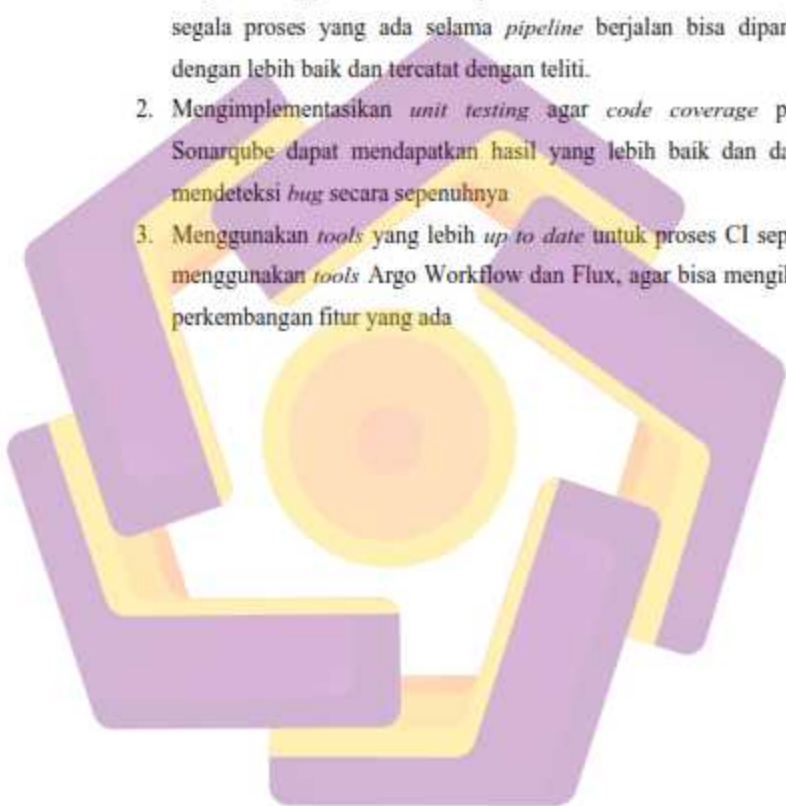 segala proses yang ada selama pipeline berjalan bisa dipan
dengan lebih baik dan tercatat dengan teliti.
2. Mengimplementasikan unit testing agar code coverage p
Sonarqube dapat mendapatkan hasil yang lebih baik dan da
mendeteksi bug secara sepenuhnya
3. Menggunakan tools yang lebih up to date untuk proses CI sep
menggunakan tools Argo Workflow dan Flux, agar bisa mengil
perkembangan fitur yang ada